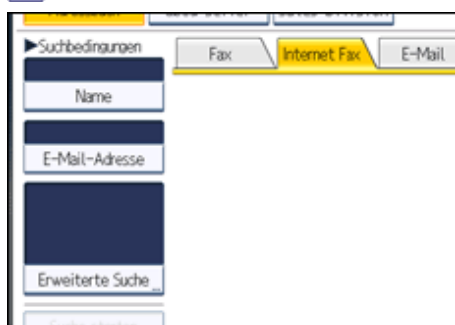 Suchbedingungen
Fax
Internet Fax
E-Mail
Name
E-Mail-Adresse
Erweiterte Suche